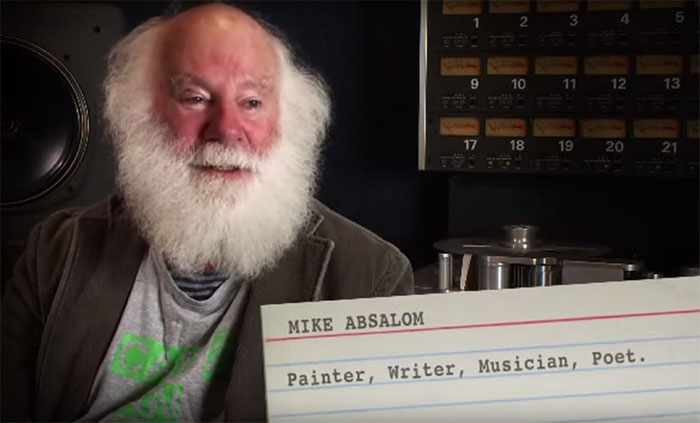 1 2 3 4 5
9 10 11 12 13
17 18 19 20 21
MIKE ABSALOM
Painter, Writer, Musician, Poet.